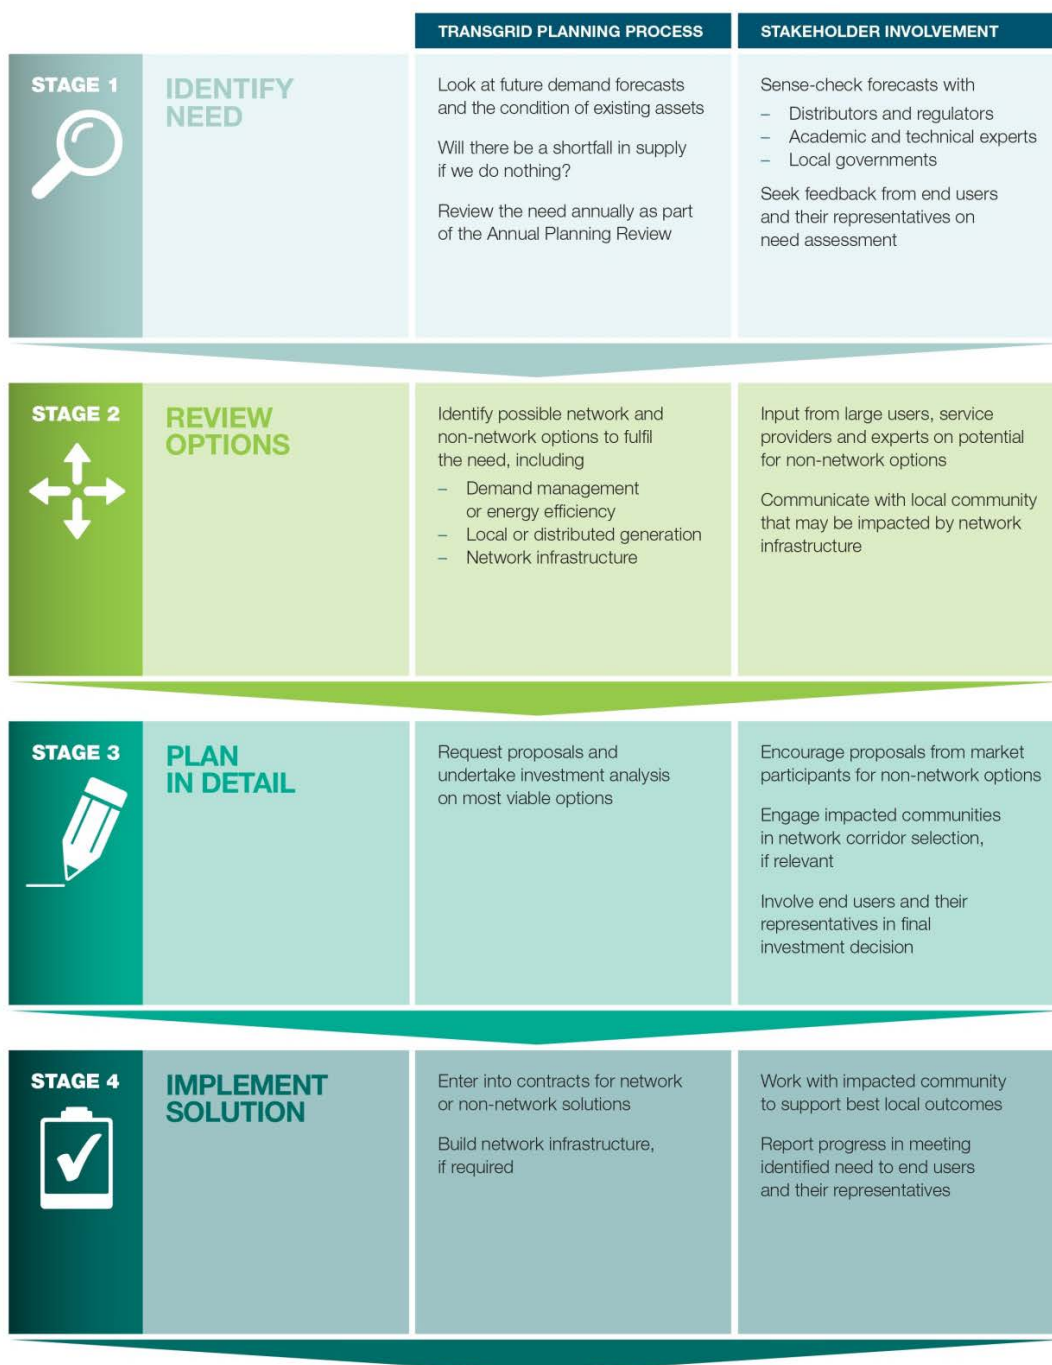 TRANSGRID PLANNING PROCESS
STAKEHOLDER INVOLVEMENT
STAGE 1
IDENTIFY
NEED
Look at future demand forecasts
and the condition of existing assets
Will there be a shortfall in supply
if we do nothing?
Review the need annually as part
of the Annual Planning Review
Sense-check forecasts with
– Distributors and regulators
– Academic and technical experts
– Local governments
Seek feedback from end users
and their representatives on
need assessment
STAGE 2
REVIEW
OPTIONS
Identify possible network and
non-network options to fulfil
the need, including
– Demand management
or energy efficiency
– Local or distributed generation
– Network infrastructure
Input from large users, service
providers and experts on potential
for non-network options
Communicate with local community
that may be impacted by network
infrastructure
STAGE 3
PLAN
IN DETAIL
Request proposals and
undertake investment analysis
on most viable options
Encourage proposals from market
participants for non-network options
Engage impacted communities
in network corridor selection,
if relevant
Involve end users and their
representatives in final
investment decision
STAGE 4
IMPLEMENT
SOLUTION
Enter into contracts for network
or non-network solutions
Build network infrastructure,
if required
Work with impacted community
to support best local outcomes
Report progress in meeting
identified need to end users
and their representatives